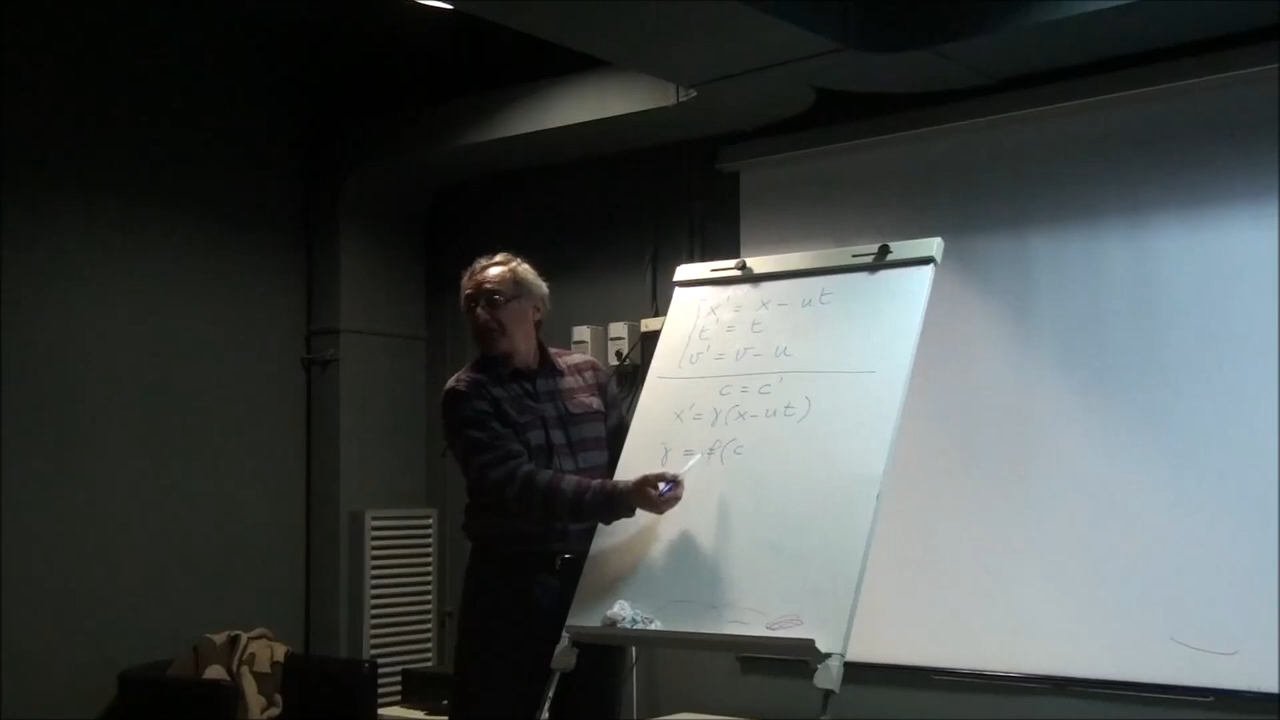 x' = x - ut
t' = t
v' = v - u
c = c'
x' = γ(x - ut)
γ = f(c